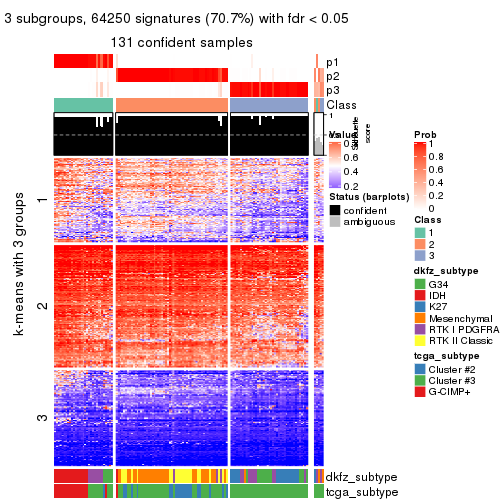 3 subgroups, 64250 signatures (70.7%) with fdr < 0.05
131 confident samples
p1
p2
p3
Class
1
Silhouette
score
Value
0.8
0.6
0.4
0.2
Status (barplots)
confident
ambiguous
Prob
1
0.8
0.6
0.4
0.2
0
Class
1
2
3
dkfz_subtype
G34
IDH
K27
Mesenchymal
RTK I PDGFRA
RTK II Classic
tcga_subtype
Cluster #2
Cluster #3
G-CIMP+
k-means with 3 groups
1
2
3
dkfz_subtype
tcga_subtype